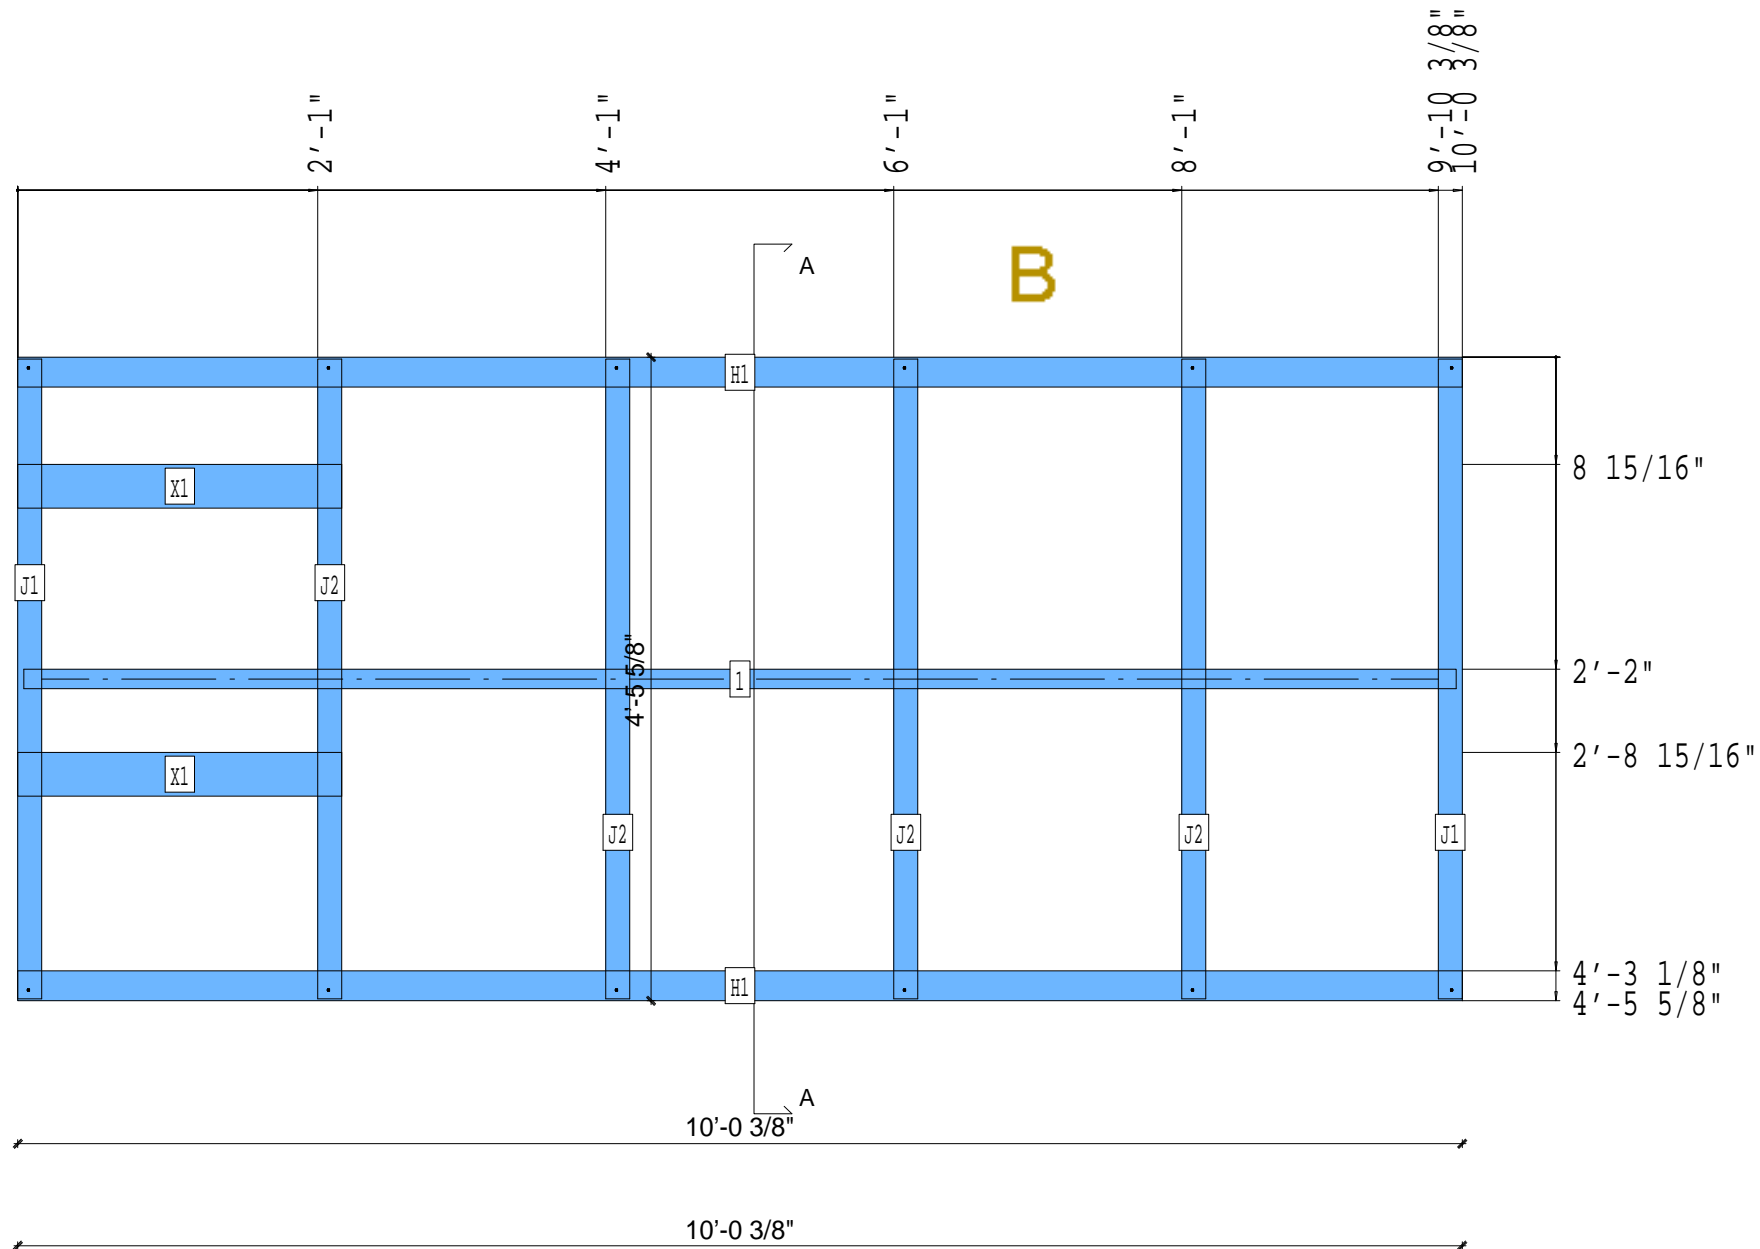 2'-1"
4'-1"
6'-1"
8'-1"
9'-10 3/8"
10'-0 3/8"
A
B
H1
8 15/16"
X1
J1
J2
4'-5 5/8"
1
2'-2"
2'-8 15/16"
X1
J2
J2
J2
J1
H1
4'-3 1/8"
4'-5 5/8"
A
10'-0 3/8"
10'-0 3/8"